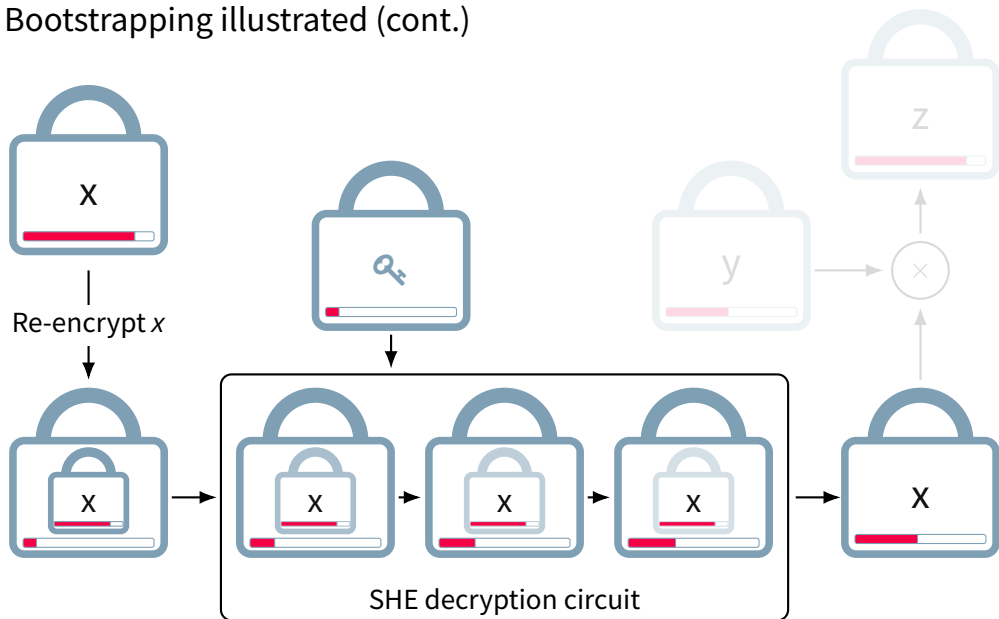 Bootstrapping illustrated (cont.)
z
x
y
×
Re-encrypt x
x
x
x
x
x
SHE decryption circuit